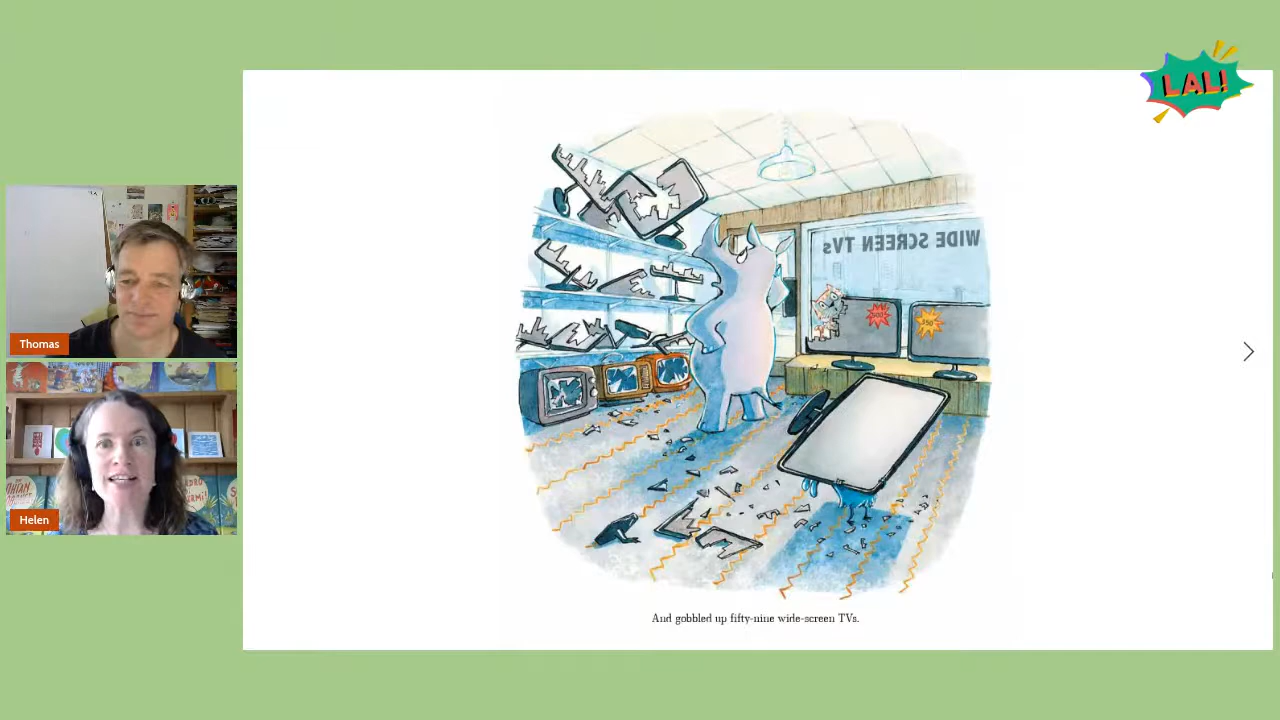 LAL!
Thomas
Helen
WIDE SCREEN TVs
And gobbled up fifty-nine wide-screen TVs.